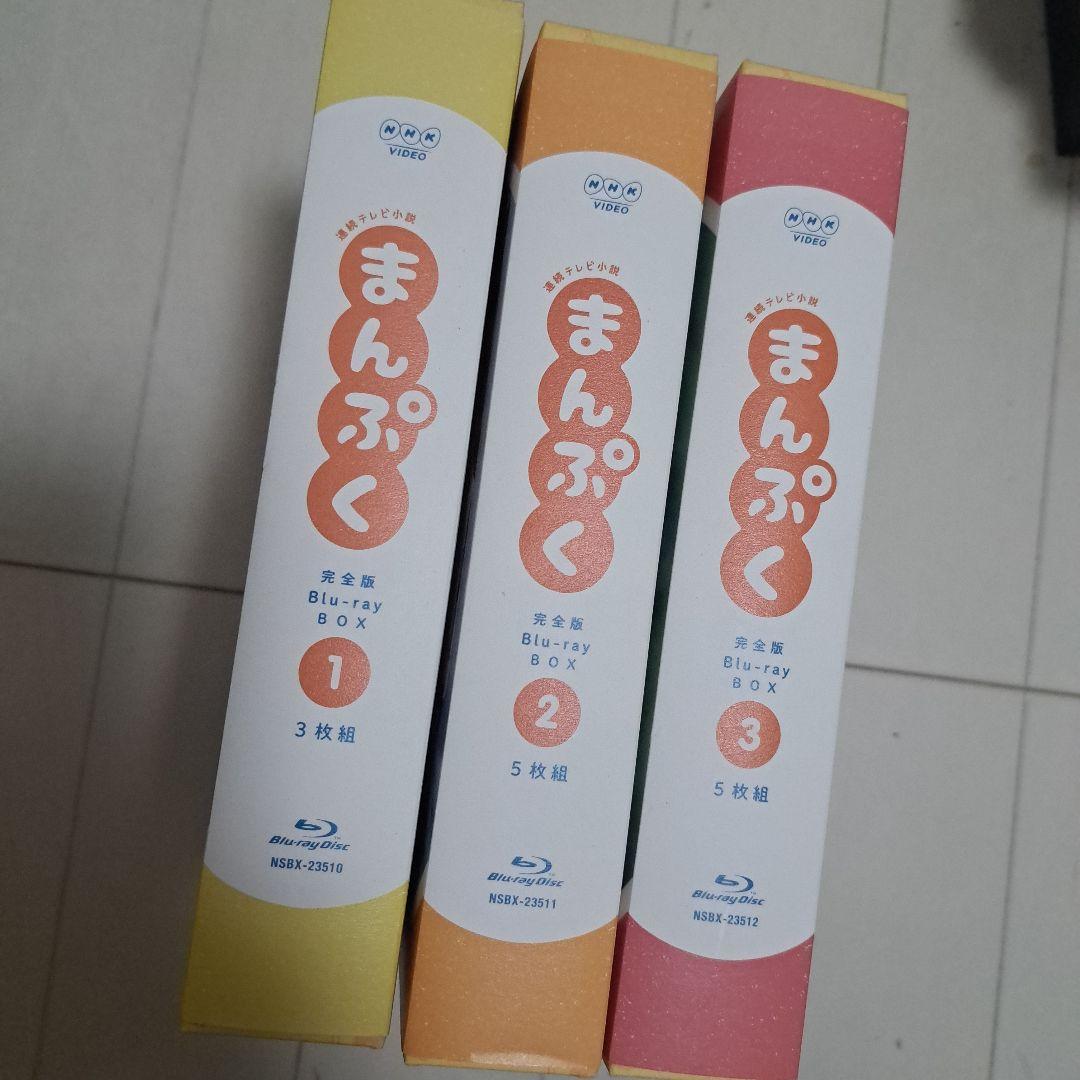 NHK
VIDEO
連続テレビ小説
まんぷく
完全版
Blu-ray
BOX
1
3枚組
Blu-ray Disc™
NSBX-23510
NHK
VIDEO
連続テレビ小説
まんぷく
完全版
Blu-ray
BOX
2
5枚組
Blu-ray Disc™
NSBX-23511
NHK
VIDEO
連続テレビ小説
まんぷく
完全版
Blu-ray
BOX
3
5枚組
Blu-ray Disc™
NSBX-23512